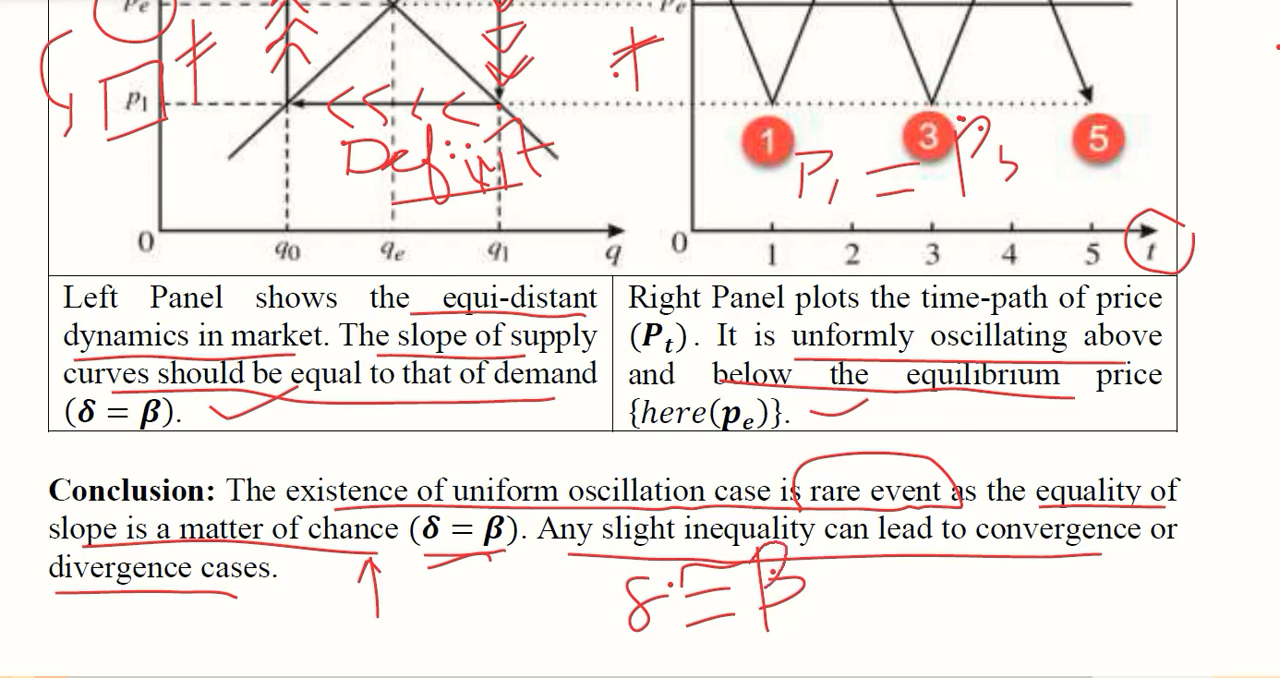 Pe
Pe
P1
Definit
1
3
5
P1 = P3
0
q0
qe
q1
q
0
1
2
3
4
5
t
Left Panel shows the equi-distant
dynamics in market. The slope of supply
curves should be equal to that of demand
(δ = β).
Right Panel plots the time-path of price
(Pt). It is uniformly oscillating above
and below the equilibrium price
{here(pe)}.
Conclusion: The existence of uniform oscillation case is rare event as the equality of
slope is a matter of chance (δ = β). Any slight inequality can lead to convergence or
divergence cases.
δ = β